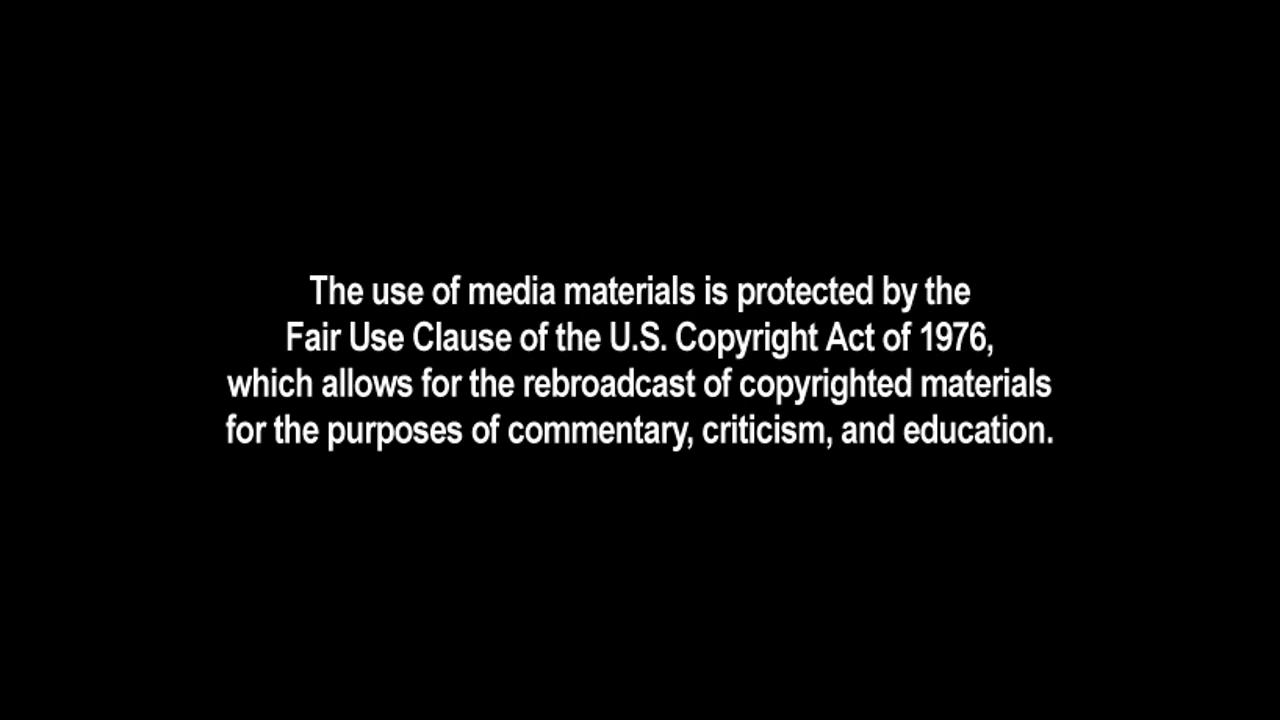 The use of media materials is protected by the
Fair Use Clause of the U.S. Copyright Act of 1976,
which allows for the rebroadcast of copyrighted materials
for the purposes of commentary, criticism, and education.